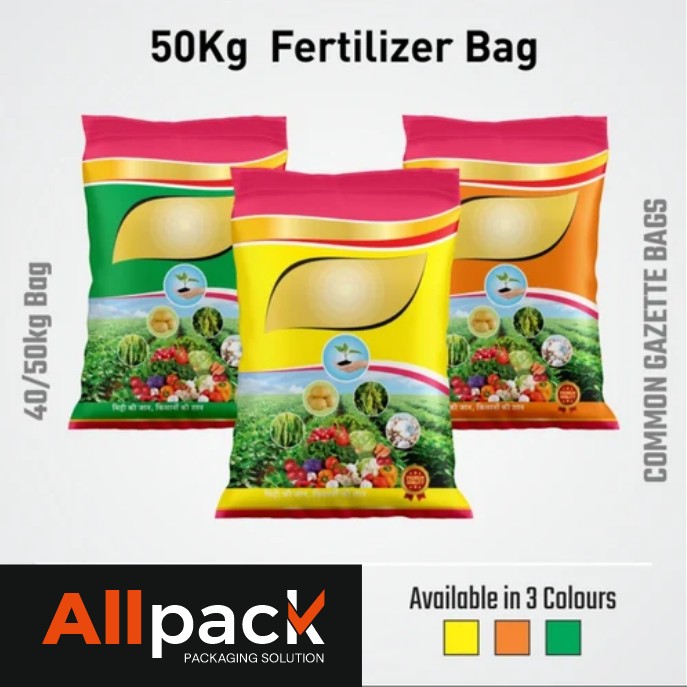 50Kg Fertilizer Bag
40/50kg Bag
COMMON GAZETTE BAGS
मिट्टी की जान, किसानों की शान
की जान, किसानों की शान
Allpack
PACKAGING SOLUTION
Available in 3 Colours